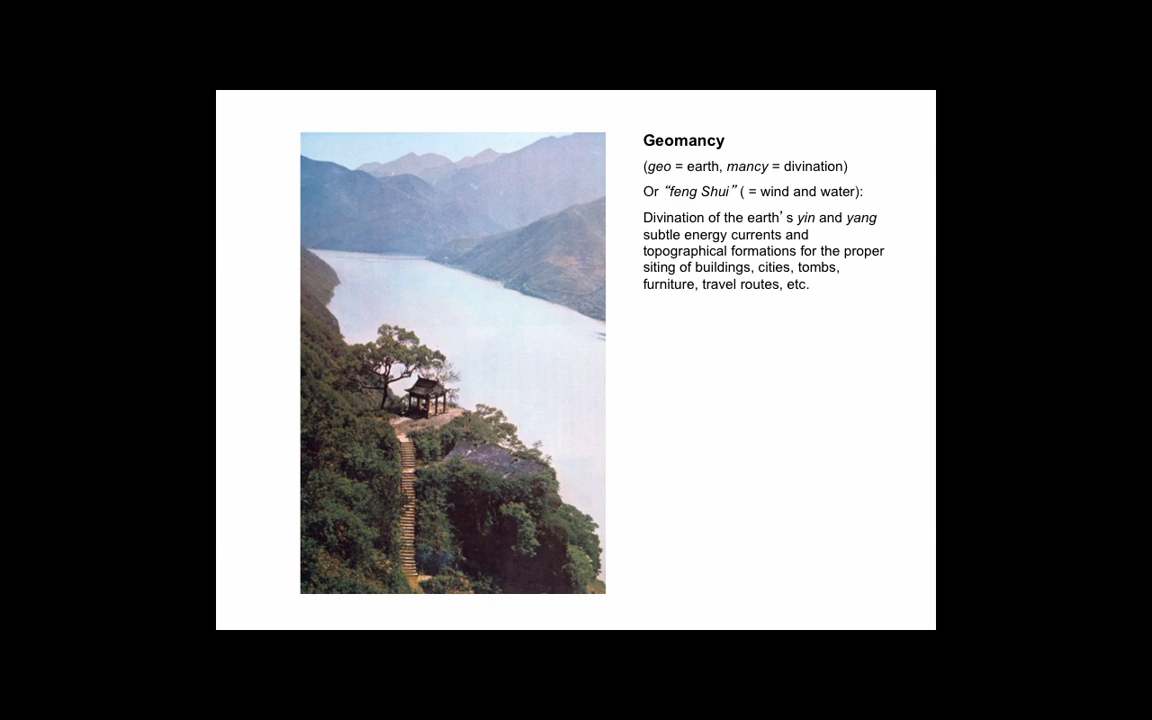 Geomancy
(geo = earth, mancy = divination)
Or “feng Shui” ( = wind and water):
Divination of the earth’s yin and yang
subtle energy currents and
topographical formations for the proper
siting of buildings, cities, tombs,
furniture, travel routes, etc.